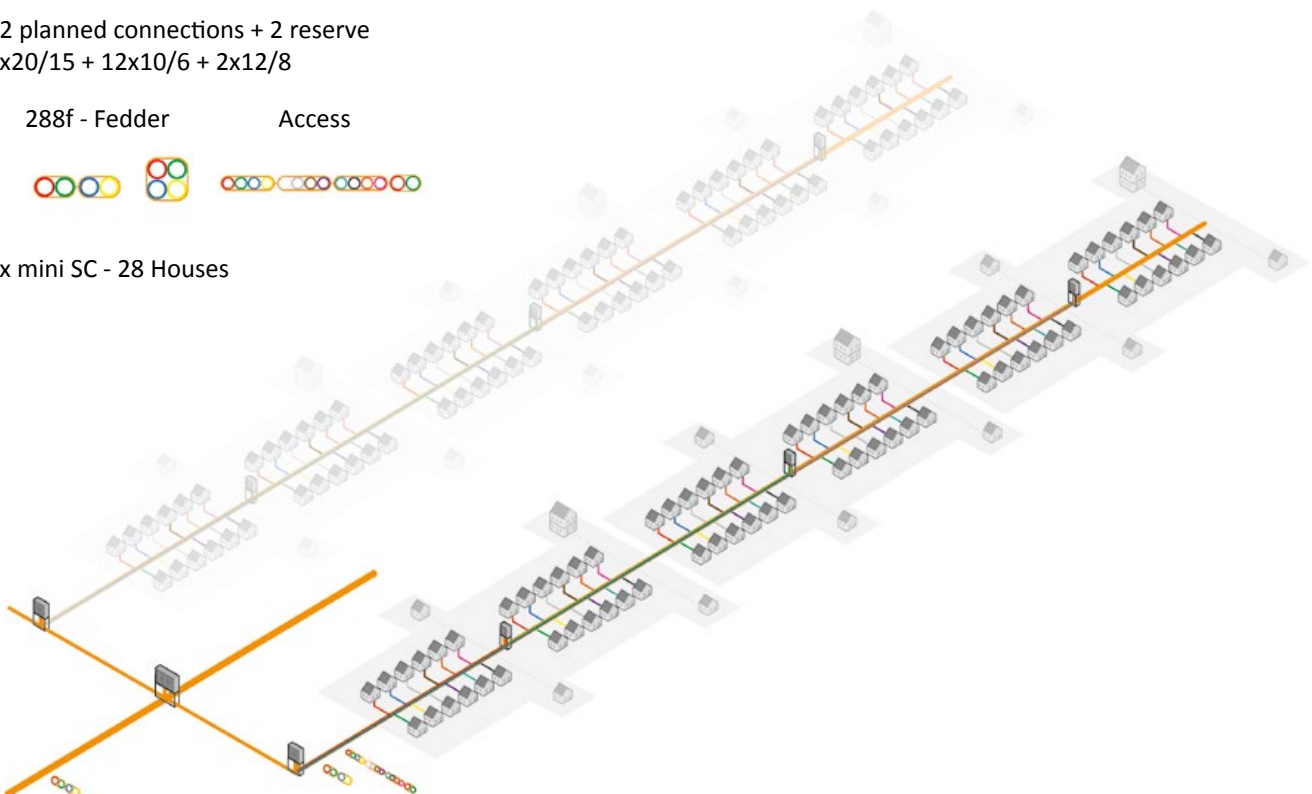 2 planned connections + 2 reserve
x20/15 + 12x10/6 + 2x12/8
288f - Fedder Access
x mini SC - 28 Houses